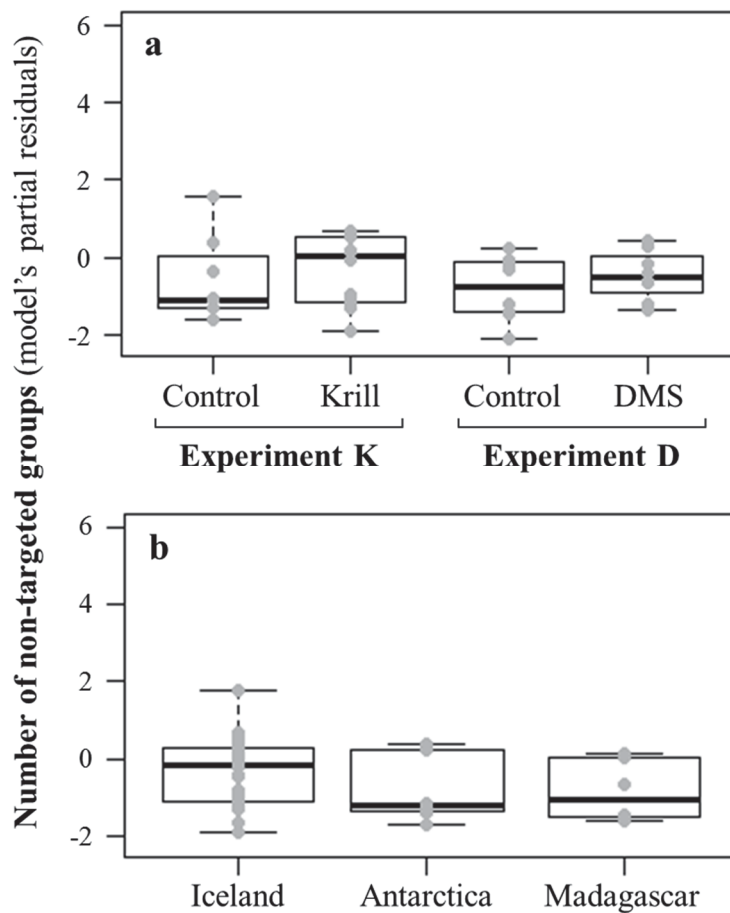 Number of non-targeted groups (model's partial residuals)
a
6
4
2
0
-2
Control Krill Control DMS
Experiment K Experiment D
b
6
4
2
0
-2
Iceland Antarctica Madagascar